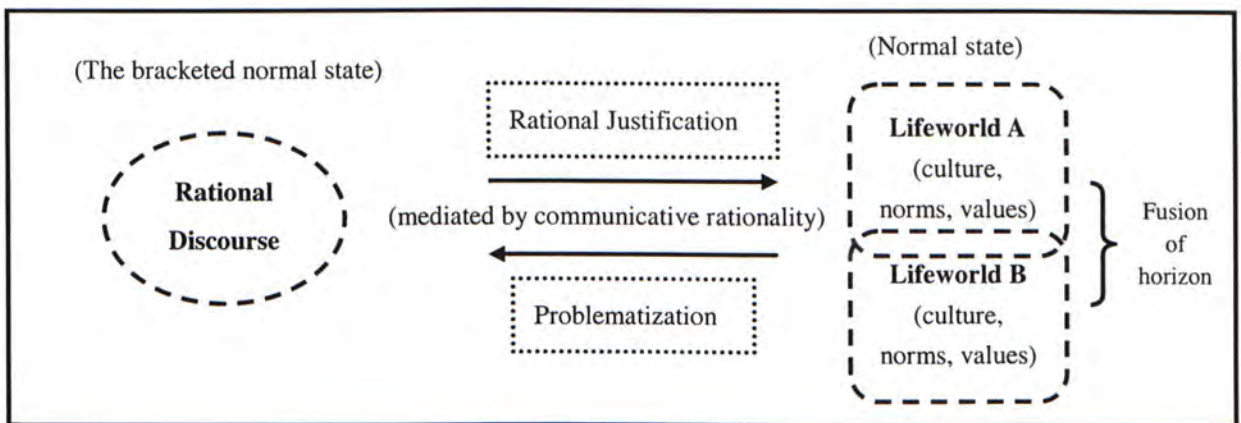 (The bracketed normal state)
Rational
Discourse
Rational Justification
(mediated by communicative rationality)
Problematization
(Normal state)
Lifeworld A
(culture,
norms, values)
Lifeworld B
(culture,
norms, values)
Fusion
of
horizon